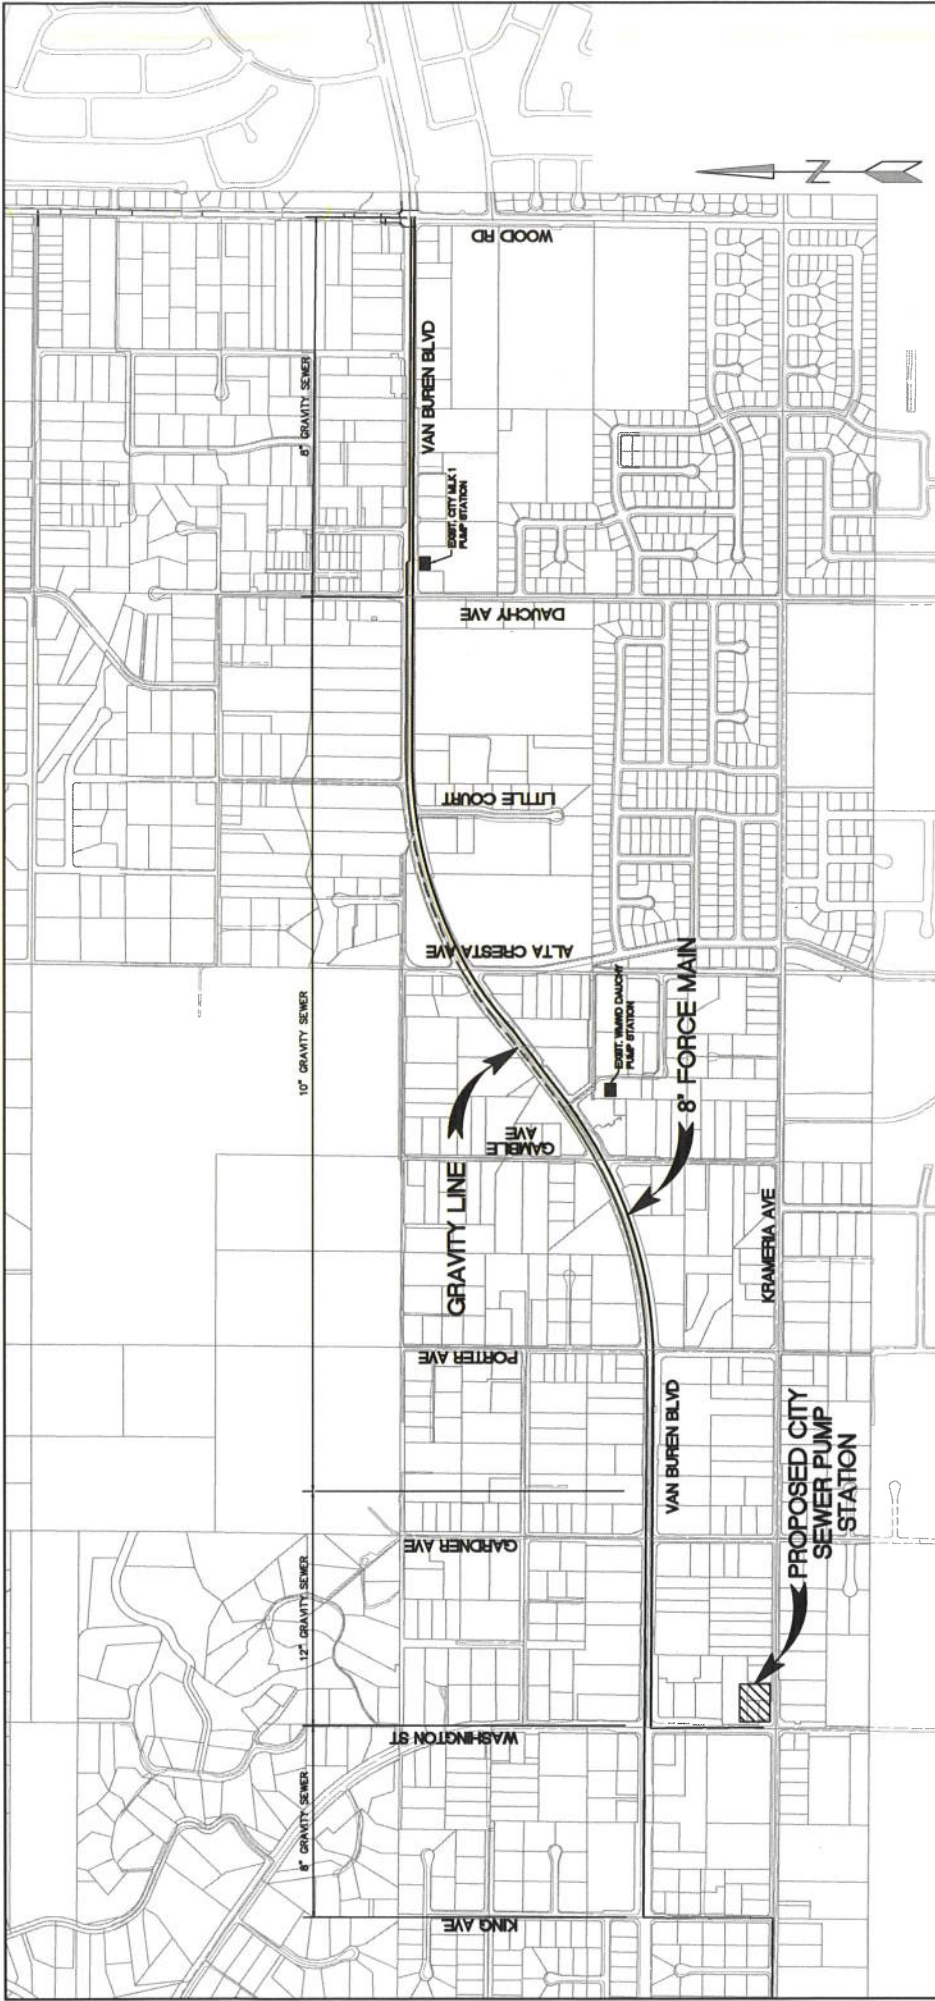 N
WOOD RD
VAN BUREN BLVD
8" GRAVITY SEWER
EXIST. CITY MLK 1
PUMP STATION
DAUCHY AVE
LITTLE COURT
ALTA CRESTA AVE
10" GRAVITY SEWER
EXIST. WMWD DAUCHY
PUMP STATION
8" FORCE MAIN
GAMBLE
AVE
GRAVITY LINE
KRAMERIA AVE
PORTER AVE
VAN BUREN BLVD
PROPOSED CITY
SEWER PUMP
STATION
GARDNER AVE
12" GRAVITY SEWER
WASHINGTON ST
8" GRAVITY SEWER
KING AVE